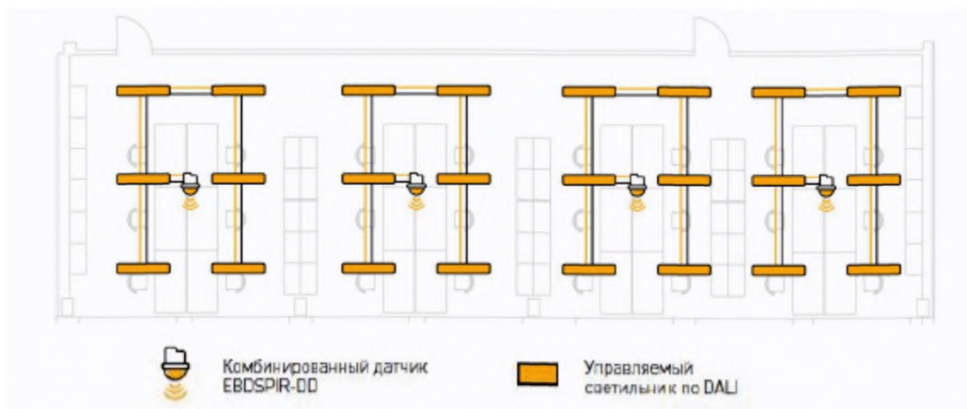 Комбинированный датчик
EBDSPIR-DD
Управляемый
светильник по DALI